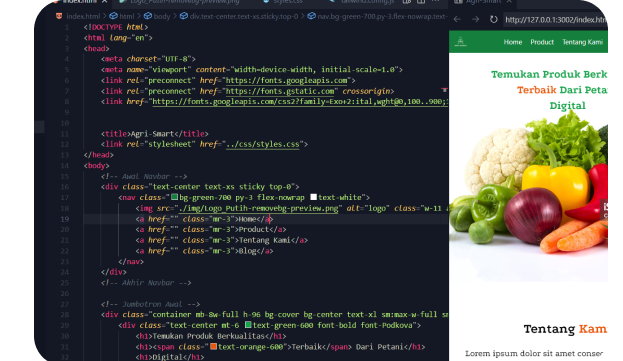 index.html
Logo_Putih-removebg-preview.png
styles.css
tailwind.config.js
Agri-Smart
index.html > html > body > div.text-center.text-xs.sticky.top-0 > nav.bg-green-700.py-3.flex-nowrap.text-
http://127.0.0.1:3002/index.htm
1 <!DOCTYPE html>
2 <html lang="en">
3 <head>
4 <meta charset="UTF-8">
5 <meta name="viewport" content="width=device-width, initial-scale=1.0">
6 <link rel="preconnect" href="https://fonts.googleapis.com">
7 <link rel="preconnect" href="https://fonts.gstatic.com" crossorigin>
8 <link href="https://fonts.googleapis.com/css2?family=Exo+2:ital,wght@0,100..900;1
9
10
11 <title>Agri-Smart</title>
12 <link rel="stylesheet" href="../css/styles.css">
13 </head>
14 <body>
15 <!-- Awal Navbar -->
16 <div class="text-center text-xs sticky top-0">
17 <nav class="bg-green-700 py-3 flex-nowrap text-white">
18 <img src="./img/Logo_Putih-removebg-preview.png" alt="logo" class="w-11 a
19 <a href="" class="mr-3">Home</a>
20 <a href="" class="mr-3">Product</a>
21 <a href="" class="mr-3">Tentang Kami</a>
22 <a href="" class="mr-3">Blog</a>
23 </nav>
24 </div>
25 <!-- Akhir Navbar -->
26
27 <!-- Jumbotron Awal -->
28 <div class="container mb-8w-full h-96 bg-cover bg-center text-xl sm:max-w-full sm
29 <div class="text-center mt-6 text-green-600 font-bold font-Podkova">
30 <h1>Temukan Produk Berkualitas</h1>
31 <h1><span class="text-orange-600">Terbaik</span> Dari Petani</h1>
32 <h1>Digital</h1>
Home Product Tentang Kami
Temukan Produk Berk
Terbaik Dari Petan
Digital
Tentang Kam
Lorem ipsum dolor sit amet consec